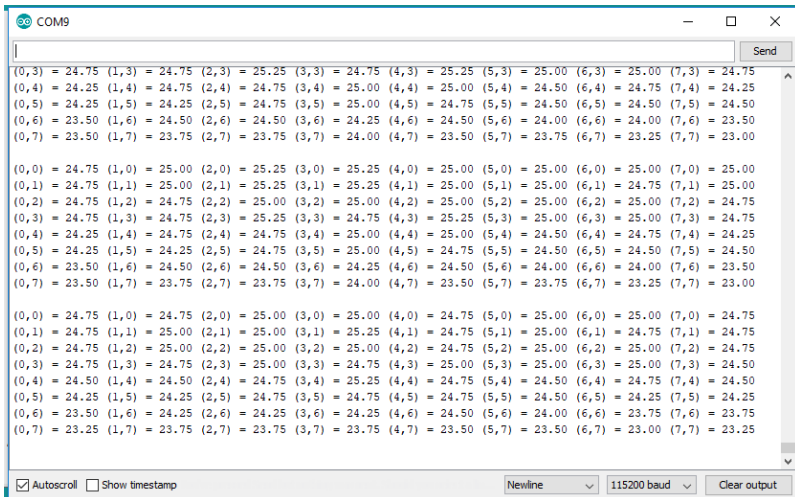 COM9
Send
(0,3) = 24.75 (1,3) = 24.75 (2,3) = 25.25 (3,3) = 24.75 (4,3) = 25.25 (5,3) = 25.00 (6,3) = 25.00 (7,3) = 24.75
(0,4) = 24.25 (1,4) = 24.75 (2,4) = 24.75 (3,4) = 25.00 (4,4) = 25.00 (5,4) = 24.50 (6,4) = 24.75 (7,4) = 24.25
(0,5) = 24.25 (1,5) = 24.25 (2,5) = 24.75 (3,5) = 25.00 (4,5) = 24.75 (5,5) = 24.50 (6,5) = 24.50 (7,5) = 24.50
(0,6) = 23.50 (1,6) = 24.50 (2,6) = 24.50 (3,6) = 24.25 (4,6) = 24.50 (5,6) = 24.00 (6,6) = 24.00 (7,6) = 23.50
(0,7) = 23.50 (1,7) = 23.75 (2,7) = 23.75 (3,7) = 24.00 (4,7) = 23.50 (5,7) = 23.75 (6,7) = 23.25 (7,7) = 23.00
(0,0) = 24.75 (1,0) = 25.00 (2,0) = 25.25 (3,0) = 25.25 (4,0) = 25.00 (5,0) = 25.00 (6,0) = 25.00 (7,0) = 25.00
(0,1) = 24.75 (1,1) = 25.00 (2,1) = 25.25 (3,1) = 25.25 (4,1) = 25.00 (5,1) = 25.00 (6,1) = 24.75 (7,1) = 25.00
(0,2) = 24.75 (1,2) = 24.75 (2,2) = 25.00 (3,2) = 25.00 (4,2) = 25.00 (5,2) = 25.25 (6,2) = 25.00 (7,2) = 24.75
(0,3) = 24.75 (1,3) = 24.75 (2,3) = 25.25 (3,3) = 24.75 (4,3) = 25.25 (5,3) = 25.00 (6,3) = 25.00 (7,3) = 24.75
(0,4) = 24.25 (1,4) = 24.75 (2,4) = 24.75 (3,4) = 25.00 (4,4) = 25.00 (5,4) = 24.50 (6,4) = 24.75 (7,4) = 24.25
(0,5) = 24.25 (1,5) = 24.25 (2,5) = 24.75 (3,5) = 25.00 (4,5) = 24.75 (5,5) = 24.50 (6,5) = 24.50 (7,5) = 24.50
(0,6) = 23.50 (1,6) = 24.50 (2,6) = 24.50 (3,6) = 24.25 (4,6) = 24.50 (5,6) = 24.00 (6,6) = 24.00 (7,6) = 23.50
(0,7) = 23.50 (1,7) = 23.75 (2,7) = 23.75 (3,7) = 24.00 (4,7) = 23.50 (5,7) = 23.75 (6,7) = 23.25 (7,7) = 23.00
(0,0) = 24.75 (1,0) = 24.75 (2,0) = 25.00 (3,0) = 25.00 (4,0) = 24.75 (5,0) = 25.00 (6,0) = 25.00 (7,0) = 24.75
(0,1) = 24.75 (1,1) = 25.00 (2,1) = 25.00 (3,1) = 25.25 (4,1) = 24.75 (5,1) = 25.00 (6,1) = 24.75 (7,1) = 24.75
(0,2) = 24.75 (1,2) = 25.00 (2,2) = 25.00 (3,2) = 25.00 (4,2) = 24.75 (5,2) = 25.00 (6,2) = 25.00 (7,2) = 24.75
(0,3) = 24.75 (1,3) = 24.75 (2,3) = 25.00 (3,3) = 24.75 (4,3) = 25.00 (5,3) = 25.00 (6,3) = 25.00 (7,3) = 24.50
(0,4) = 24.50 (1,4) = 24.50 (2,4) = 24.75 (3,4) = 25.25 (4,4) = 24.75 (5,4) = 24.50 (6,4) = 24.75 (7,4) = 24.50
(0,5) = 24.25 (1,5) = 24.25 (2,5) = 24.75 (3,5) = 24.75 (4,5) = 24.75 (5,5) = 24.50 (6,5) = 24.25 (7,5) = 24.25
(0,6) = 23.50 (1,6) = 24.25 (2,6) = 24.25 (3,6) = 24.25 (4,6) = 24.50 (5,6) = 24.00 (6,6) = 23.75 (7,6) = 23.75
(0,7) = 23.25 (1,7) = 23.75 (2,7) = 23.75 (3,7) = 23.75 (4,7) = 23.50 (5,7) = 23.50 (6,7) = 23.00 (7,7) = 23.25
Autoscroll Show timestamp Newline 115200 baud Clear output